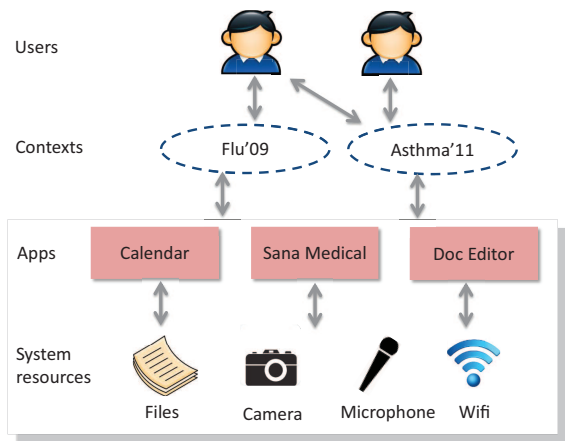 Users
Contexts
Flu’09
Asthma’11
Apps
Calendar
Sana Medical
Doc Editor
System
resources
Files
Camera
Microphone
Wifi